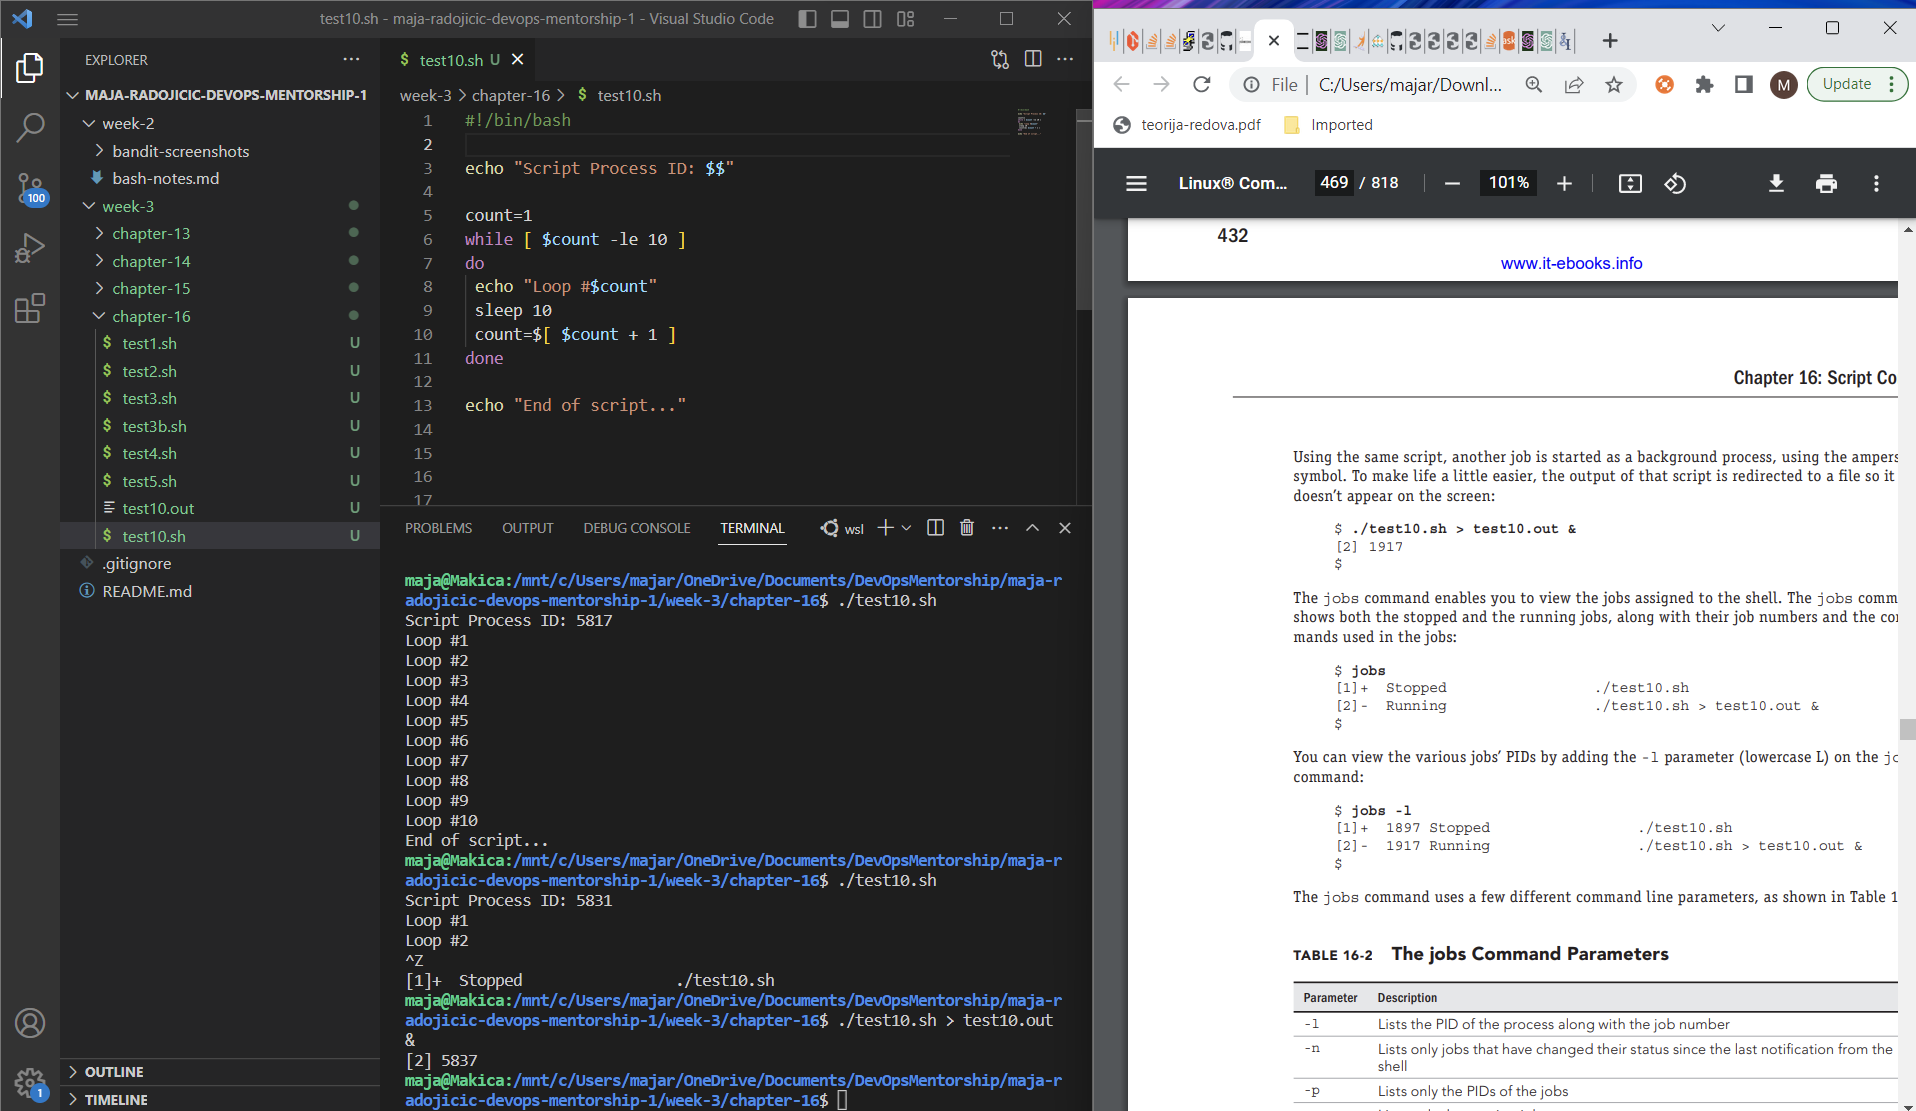 test10.sh - maja-radojicic-devops-mentorship-1 - Visual Studio Code
EXPLORER
MAJA-RADOJICIC-DEVOPS-MENTORSHIP-1
week-2
bandit-screenshots
bash-notes.md
week-3
chapter-13
chapter-14
chapter-15
chapter-16
$ test1.sh U
$ test2.sh U
$ test3.sh U
$ test3b.sh U
$ test4.sh U
$ test5.sh U
test10.out U
$ test10.sh U
.gitignore
README.md
100
1
OUTLINE
TIMELINE
$ test10.sh U
week-3 > chapter-16 > $ test10.sh
1 #!/bin/bash
2
3 echo "Script Process ID: $$"
4
5 count=1
6 while [ $count -le 10 ]
7 do
8 echo "Loop #$count"
9 sleep 10
10 count=$[ $count + 1 ]
11 done
12
13 echo "End of script..."
14
15
16
17
PROBLEMS OUTPUT DEBUG CONSOLE TERMINAL wsl
maja@Makica:/mnt/c/Users/majar/OneDrive/Documents/DevOpsMentorship/maja-r
adojicic-devops-mentorship-1/week-3/chapter-16$ ./test10.sh
Script Process ID: 5817
Loop #1
Loop #2
Loop #3
Loop #4
Loop #5
Loop #6
Loop #7
Loop #8
Loop #9
Loop #10
End of script...
maja@Makica:/mnt/c/Users/majar/OneDrive/Documents/DevOpsMentorship/maja-r
adojicic-devops-mentorship-1/week-3/chapter-16$ ./test10.sh
Script Process ID: 5831
Loop #1
Loop #2
^Z
[1]+  Stopped                 ./test10.sh
maja@Makica:/mnt/c/Users/majar/OneDrive/Documents/DevOpsMentorship/maja-r
adojicic-devops-mentorship-1/week-3/chapter-16$ ./test10.sh > test10.out
&
[2] 5837
maja@Makica:/mnt/c/Users/majar/OneDrive/Documents/DevOpsMentorship/maja-r
adojicic-devops-mentorship-1/week-3/chapter-16$
File | C:/Users/majar/Downl... M Update
teorija-redova.pdf Imported
Linux® Com... 469 / 818 101%
432
www.it-ebooks.info
Chapter 16: Script Co
Using the same script, another job is started as a background process, using the ampers
symbol. To make life a little easier, the output of that script is redirected to a file so it
doesn't appear on the screen:
$ ./test10.sh > test10.out &
[2] 1917
$
The jobs command enables you to view the jobs assigned to the shell. The jobs comm
shows both the stopped and the running jobs, along with their job numbers and the co
mands used in the jobs:
$ jobs
[1]+  Stopped                 ./test10.sh
[2]-  Running                 ./test10.sh > test10.out &
$
You can view the various jobs' PIDs by adding the -l parameter (lowercase L) on the jo
command:
$ jobs -l
[1]+  1897 Stopped                 ./test10.sh
[2]-  1917 Running                 ./test10.sh > test10.out &
$
The jobs command uses a few different command line parameters, as shown in Table 1
TABLE 16-2 The jobs Command Parameters
Parameter Description
-l Lists the PID of the process along with the job number
-n Lists only jobs that have changed their status since the last notification from the
shell
-p Lists only the PIDs of the jobs